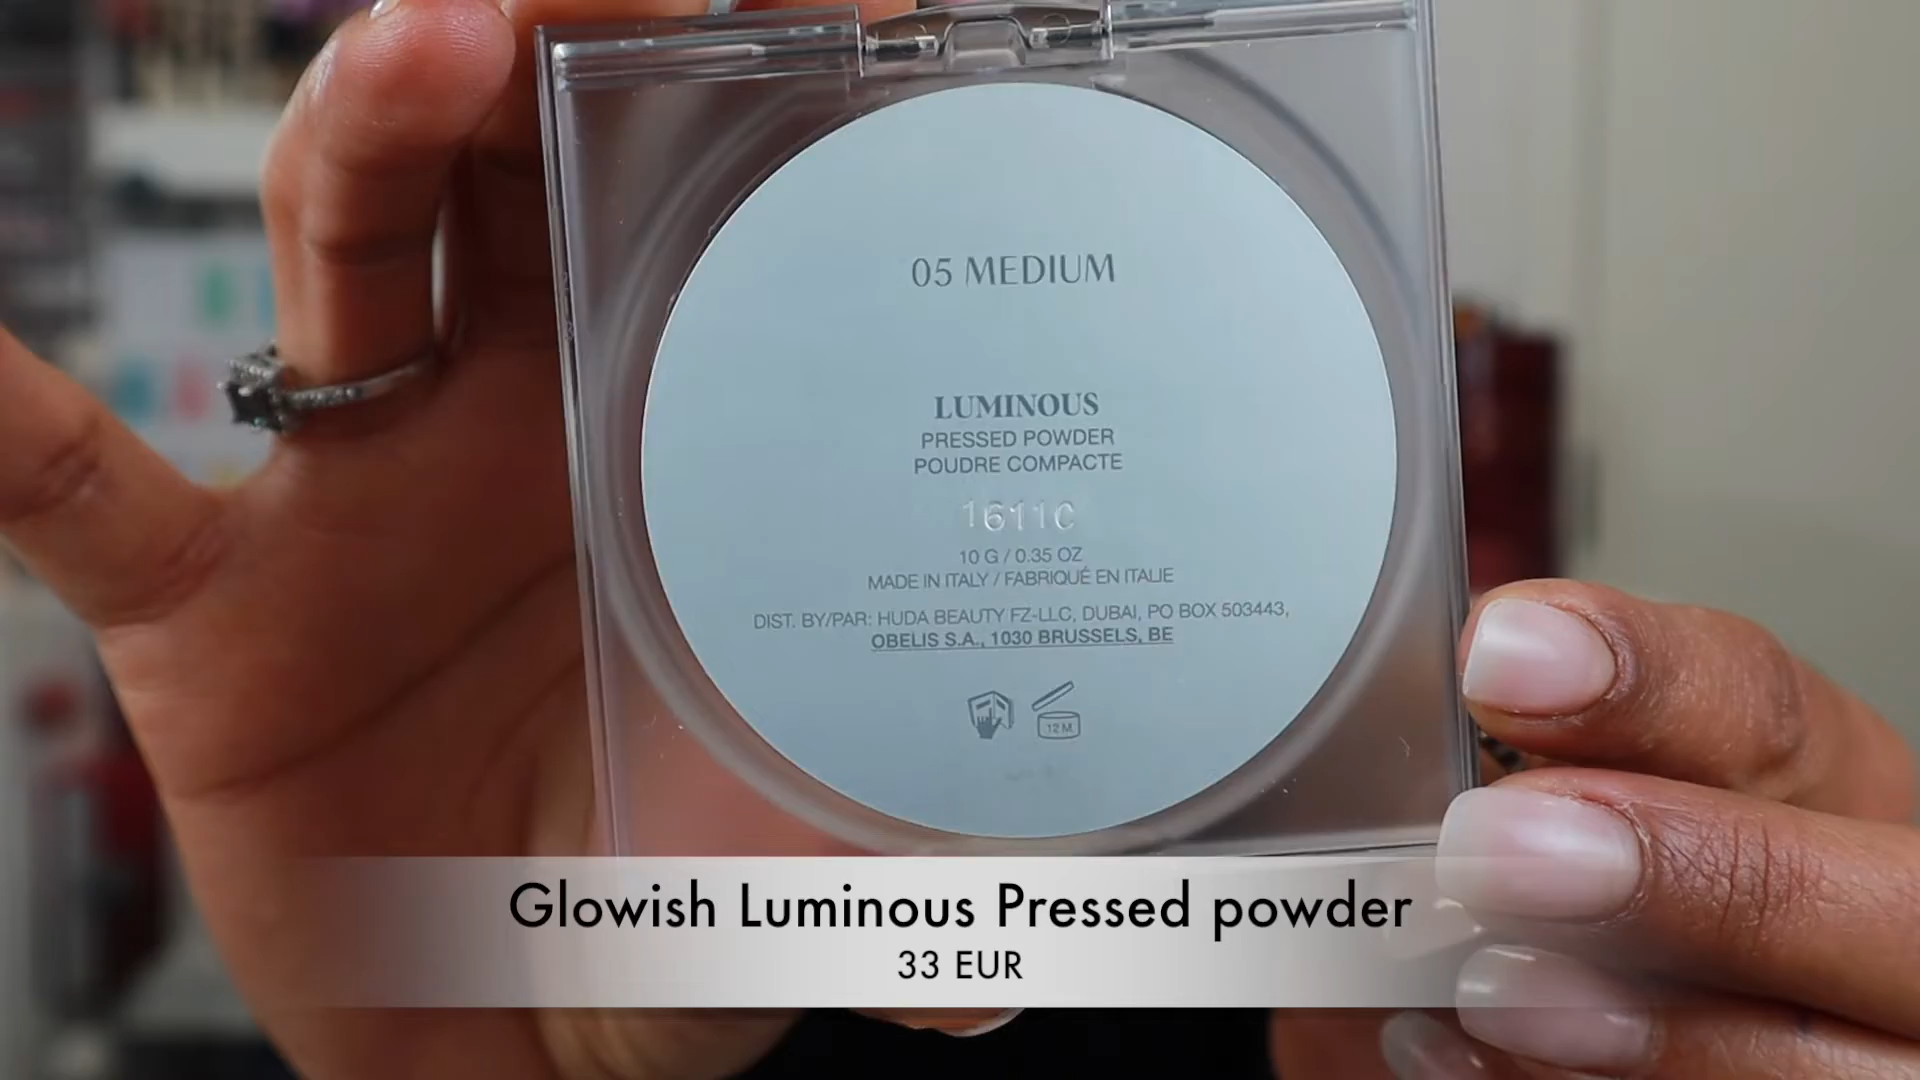 05 MEDIUM
LUMINOUS
PRESSED POWDER
POUDRE COMPACTE
1611C
10 G / 0.35 OZ
MADE IN ITALY / FABRIQUÉ EN ITALIE
DIST. BY/PAR: HUDA BEAUTY FZ-LLC, DUBAI, PO BOX 503443,
OBELIS S.A., 1030 BRUSSELS, BE
12 M
Glowish Luminous Pressed powder
33 EUR